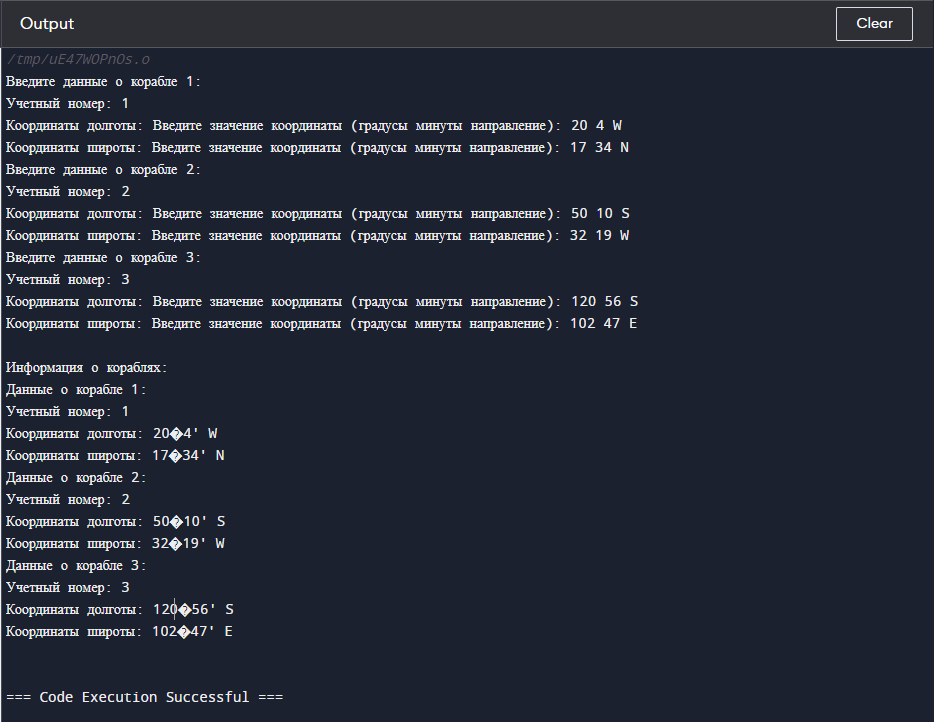 Output
Clear
/tmp/uE47WOPnOs.o
Введите данные о корабле 1:
Учетный номер: 1
Координаты долготы: Введите значение координаты (градусы минуты направление): 20 4 W
Координаты широты: Введите значение координаты (градусы минуты направление): 17 34 N
Введите данные о корабле 2:
Учетный номер: 2
Координаты долготы: Введите значение координаты (градусы минуты направление): 50 10 S
Координаты широты: Введите значение координаты (градусы минуты направление): 32 19 W
Введите данные о корабле 3:
Учетный номер: 3
Координаты долготы: Введите значение координаты (градусы минуты направление): 120 56 S
Координаты широты: Введите значение координаты (градусы минуты направление): 102 47 E
Информация о кораблях:
Данные о корабле 1:
Учетный номер: 1
Координаты долготы: 20�4' W
Координаты широты: 17�34' N
Данные о корабле 2:
Учетный номер: 2
Координаты долготы: 50�10' S
Координаты широты: 32�19' W
Данные о корабле 3:
Учетный номер: 3
Координаты долготы: 120�56' S
Координаты широты: 102�47' E
=== Code Execution Successful ===